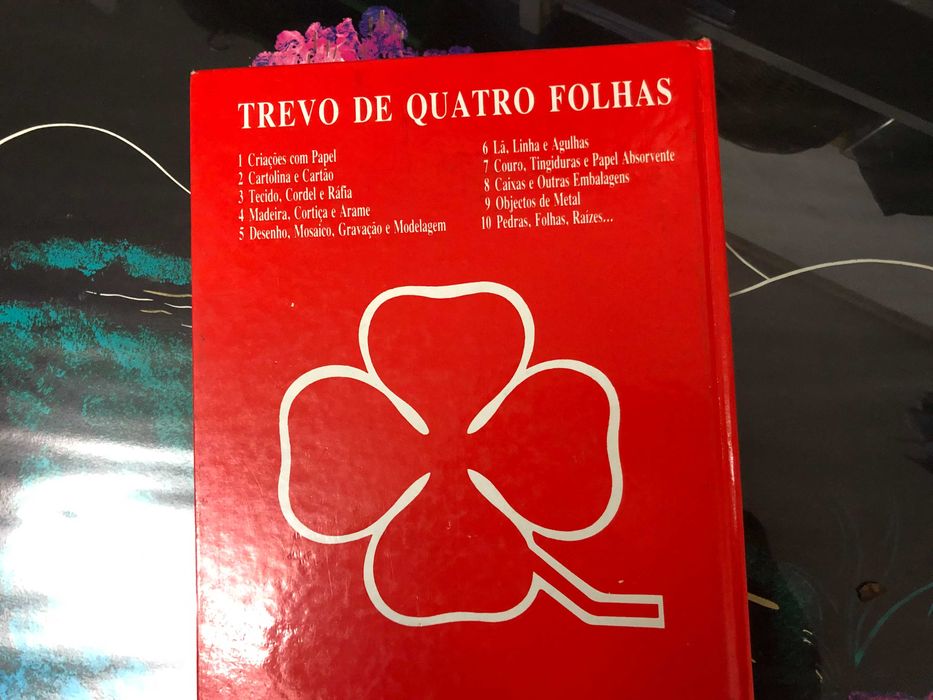 TREVO DE QUATRO FOLHAS
1 Criações com Papel
2 Cartolina e Cartão
3 Tecido, Cordel e Ráfia
4 Madeira, Cortiça e Arame
5 Desenho, Mosaico, Gravação e Modelagem
6 Lã, Linha e Agulhas
7 Couro, Tingiduras e Papel Absorvente
8 Caixas e Outras Embalagens
9 Objectos de Metal
10 Pedras, Folhas, Raízes...